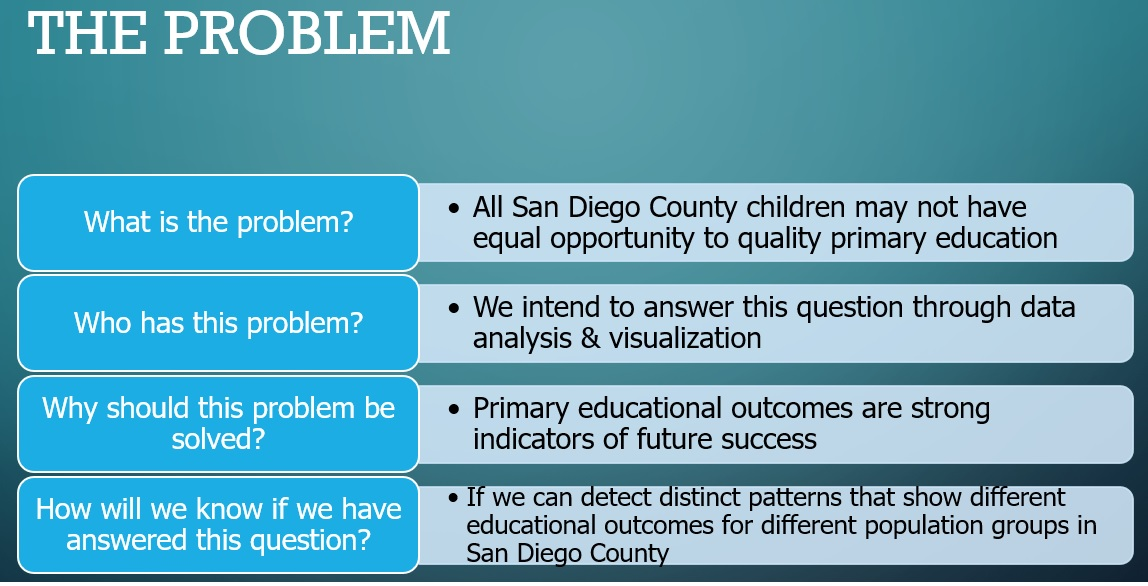 THE PROBLEM
What is the problem?
• All San Diego County children may not have
equal opportunity to quality primary education
Who has this problem?
• We intend to answer this question through data
analysis & visualization
Why should this problem be
solved?
• Primary educational outcomes are strong
indicators of future success
How will we know if we have
answered this question?
• If we can detect distinct patterns that show different
educational outcomes for different population groups in
San Diego County